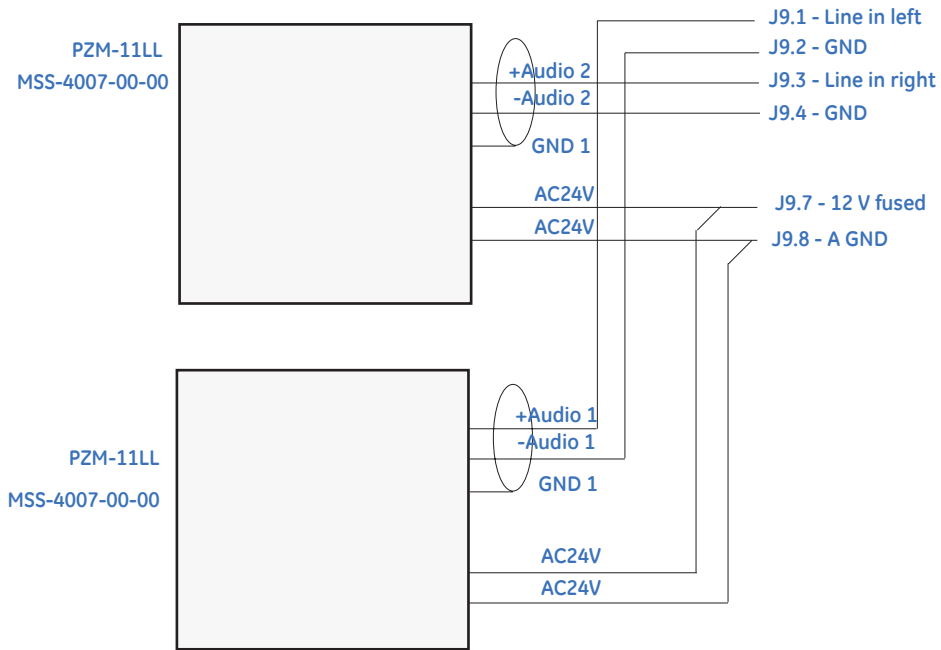 J9.1 - Line in left
PZM-11LL
J9.2 - GND
+Audio 2
MSS-4007-00-00
J9.3 - Line in right
-Audio 2
J9.4 - GND
GND 1
AC24V
J9.7 - 12 V fused
AC24V
J9.8 - A GND
+Audio 1
-Audio 1
PZM-11LL
GND 1
MSS-4007-00-00
AC24V
AC24V